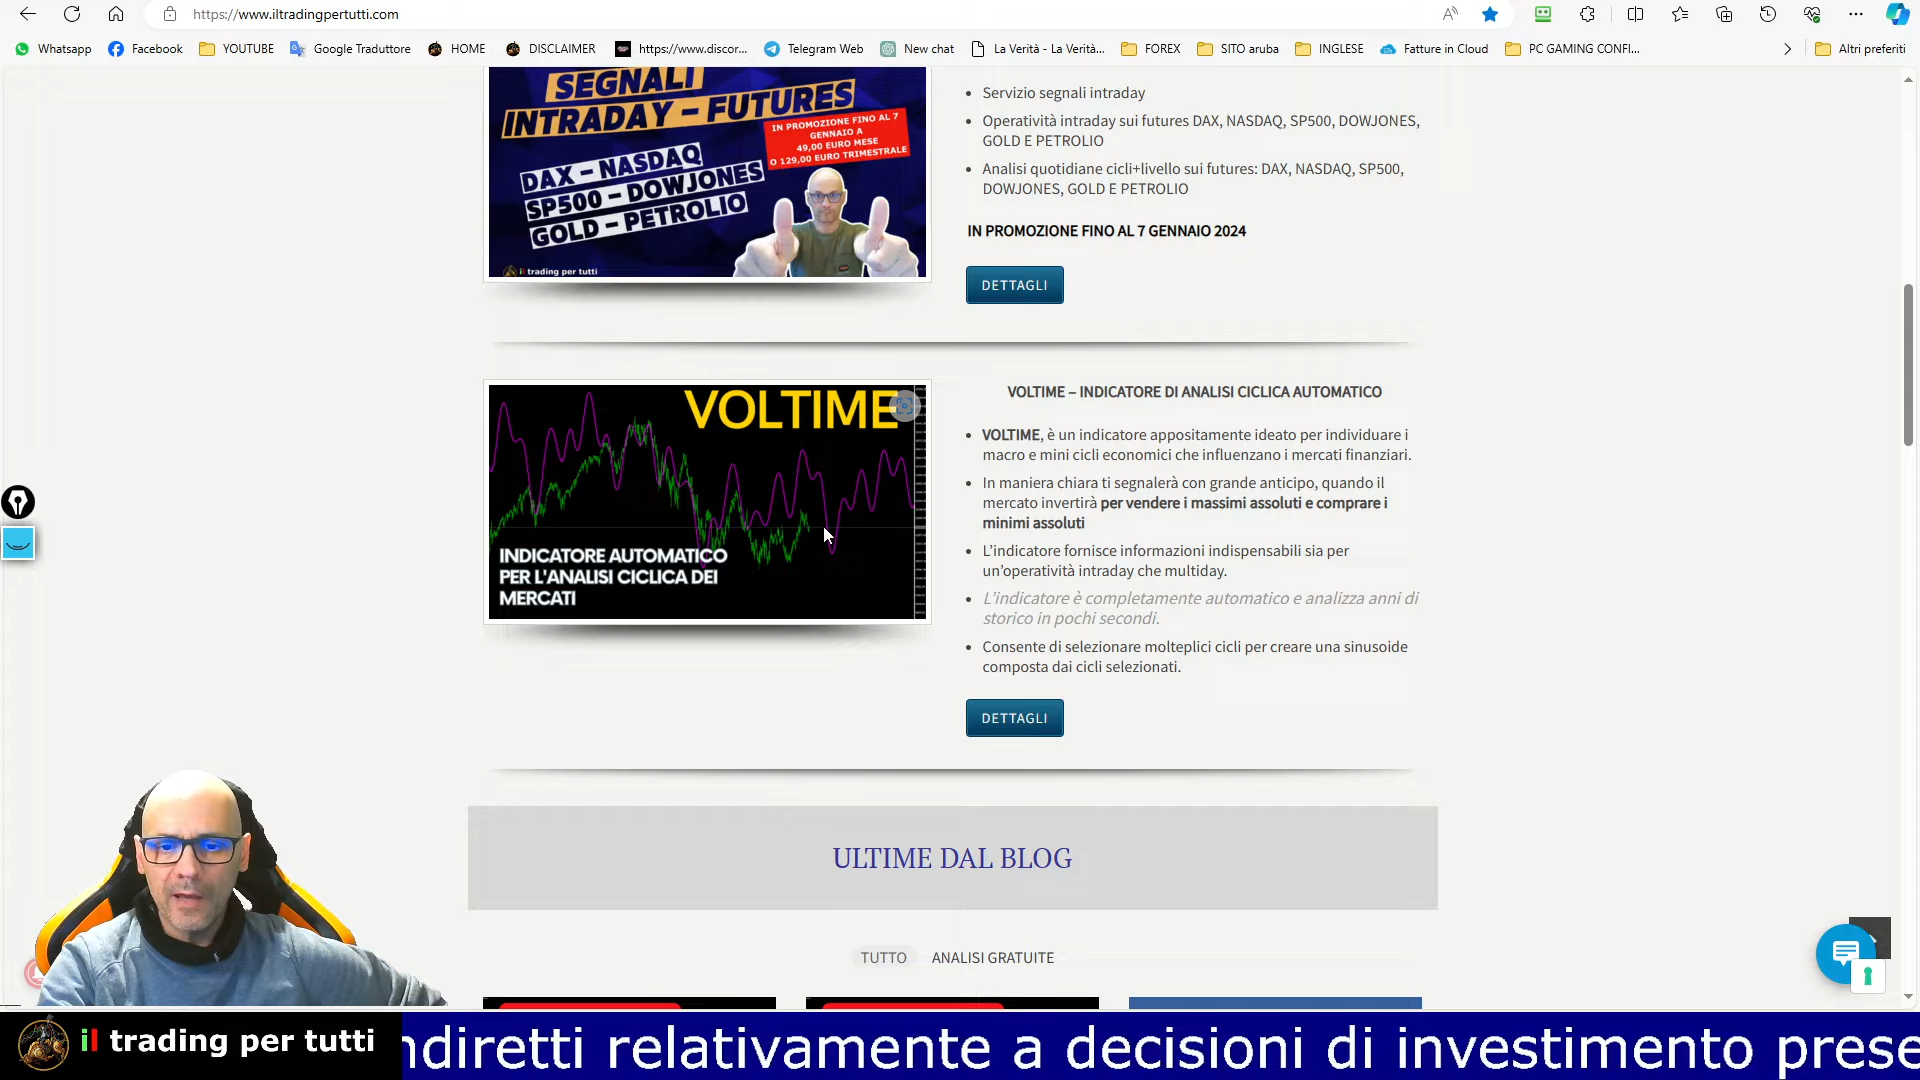 https://www.iltradingpertutti.com
Whatsapp
Facebook
YOUTUBE
Google Traduttore
HOME
DISCLAIMER
https://www.discor...
Telegram Web
New chat
La Verità - La Verità...
FOREX
SITO aruba
INGLESE
Fatture in Cloud
PC GAMING CONFI...
Altri preferiti
SEGNALI
INTRADAY – FUTURES
IN PROMOZIONE FINO AL 7
GENNAIO A
49,00 EURO MESE
O 129,00 EURO TRIMESTRALE
DAX – NASDAQ
SP500 – DOWJONES
GOLD – PETROLIO
il trading per tutti
Servizio segnali intraday
Operatività intraday sui futures DAX, NASDAQ, SP500, DOWJONES,
GOLD E PETROLIO
Analisi quotidiane cicli+livello sui futures: DAX, NASDAQ, SP500,
DOWJONES, GOLD E PETROLIO
IN PROMOZIONE FINO AL 7 GENNAIO 2024
DETTAGLI
VOLTIME
INDICATORE AUTOMATICO
PER L'ANALISI CICLICA DEI
MERCATI
VOLTIME – INDICATORE DI ANALISI CICLICA AUTOMATICO
VOLTIME, è un indicatore appositamente ideato per individuare i
macro e mini cicli economici che influenzano i mercati finanziari.
In maniera chiara ti segnalerà con grande anticipo, quando il
mercato invertirà per vendere i massimi assoluti e comprare i
minimi assoluti
L'indicatore fornisce informazioni indispensabili sia per
un'operatività intraday che multiday.
L'indicatore è completamente automatico e analizza anni di
storico in pochi secondi.
Consente di selezionare molteplici cicli per creare una sinusoide
composta dai cicli selezionati.
DETTAGLI
ULTIME DAL BLOG
TUTTO
ANALISI GRATUITE
il trading per tutti
ndiretti relativamente a decisioni di investimento prese